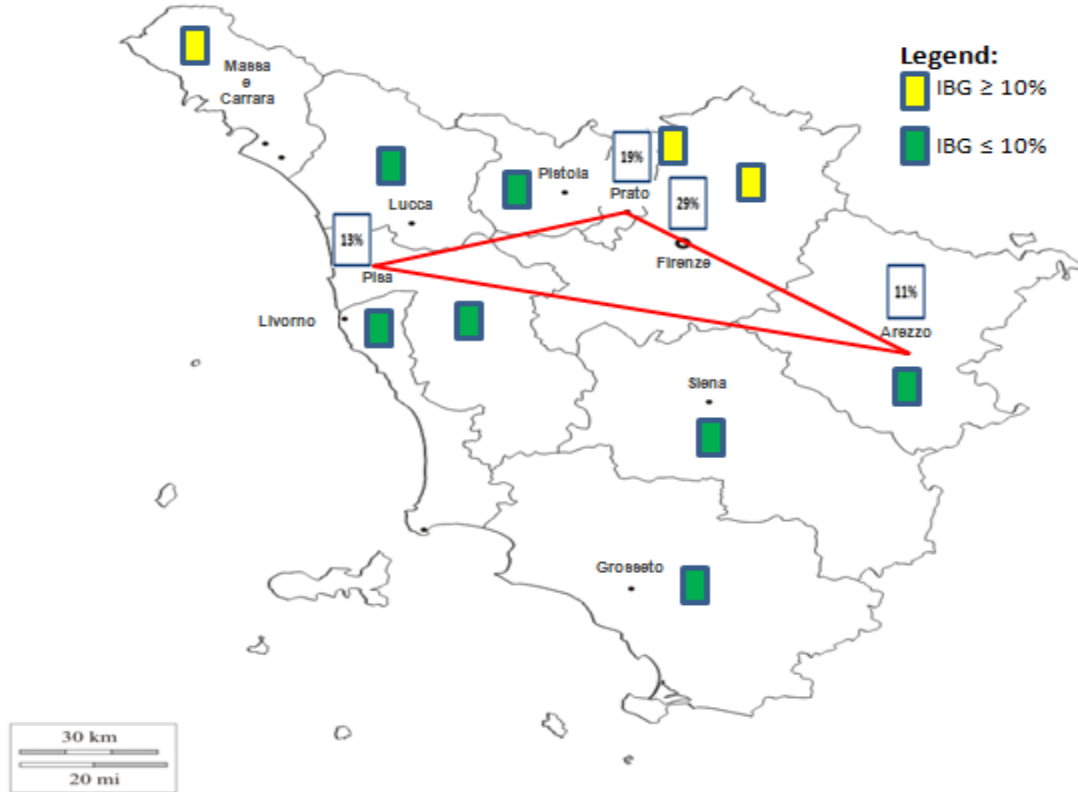 Legend:
IBG ≥ 10%
IBG ≤ 10%
Massa
e
Carrara
Lucca
Pistoia
19%
Prato
29%
Firenze
13%
Pisa
Livorno
11%
Arezzo
Siena
Grosseto
30 km
20 mi